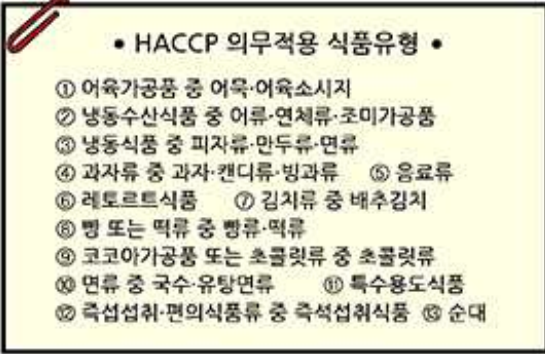 • HACCP 의무적용 식품유형 •
① 어육가공품 중 어묵·어육소시지
② 냉동수산식품 중 어류·연체류·조미가공품
③ 냉동식품 중 피자류·만두류·면류
④ 과자류 중 과자·캔디류·빙과류 ⑤ 음료류
⑥ 레토르트식품 ⑦ 김치류 중 배추김치
⑧ 빵 또는 떡류 중 빵류·떡류
⑨ 코코아가공품 또는 초콜릿류 중 초콜릿류
⑩ 면류 중 국수·유탕면류 ⑪ 특수용도식품
⑫ 즉섭섭취·편의식품류 중 즉석섭취식품 ⑬ 순대